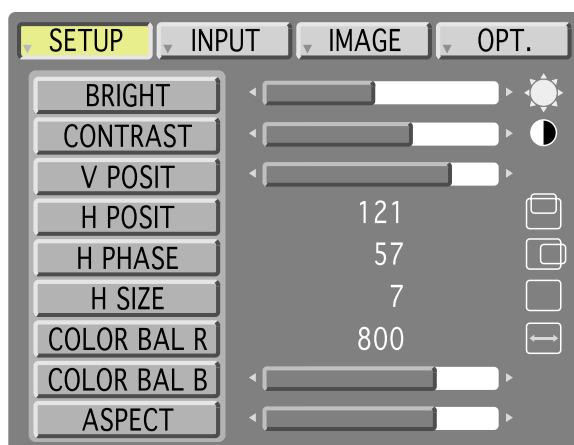 SETUP INPUT IMAGE OPT.
BRIGHT
CONTRAST
V POSIT
H POSIT 121
H PHASE 57
H SIZE 7
COLOR BAL R 800
COLOR BAL B
ASPECT